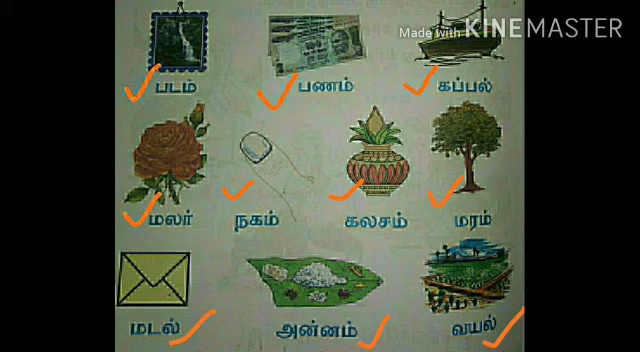 Made with KINEMASTER
படம் பணம் கப்பல்
மலர் நகம் கலசம் மரம்
மடல் அன்னம் வயல்